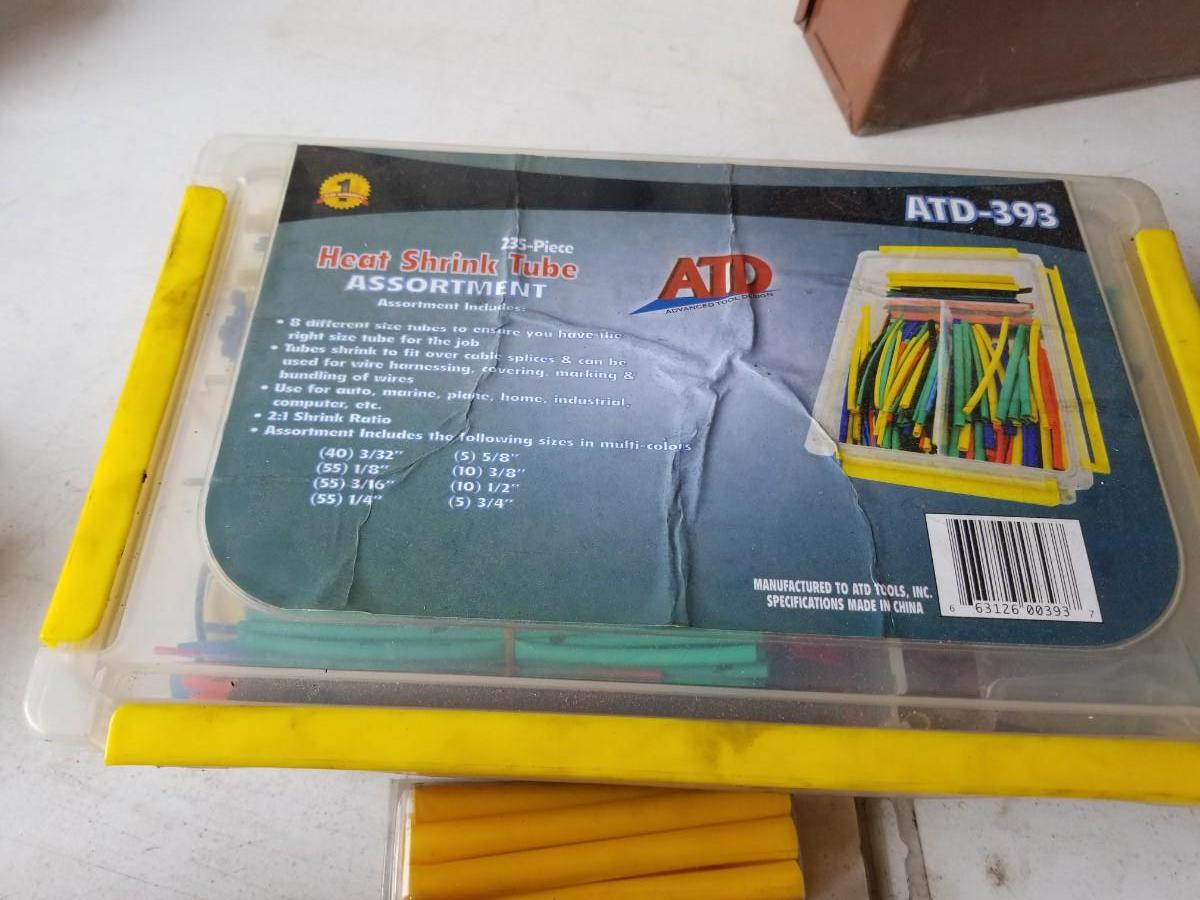 1
ATD-393
235-Piece
Heat Shrink Tube
ASSORTMENT
Assortment Includes:
• 8 different size tubes to ensure you have the
right size tube for the job
• Tubes shrink to fit over cable splices & can be
used for wire harnessing, covering, marking &
bundling of wires
• Use for auto, marine, plane, home, industrial,
computer, etc.
• 2:1 Shrink Ratio
• Assortment Includes the following sizes in multi-colors
(40) 3/32" (5) 5/8"
(55) 1/8" (10) 3/8"
(55) 3/16" (10) 1/2"
(55) 1/4" (5) 3/4"
ATD
ADVANCED TOOL DESIGN
MANUFACTURED TO ATD TOOLS, INC.
SPECIFICATIONS MADE IN CHINA
6 63126 00393 7